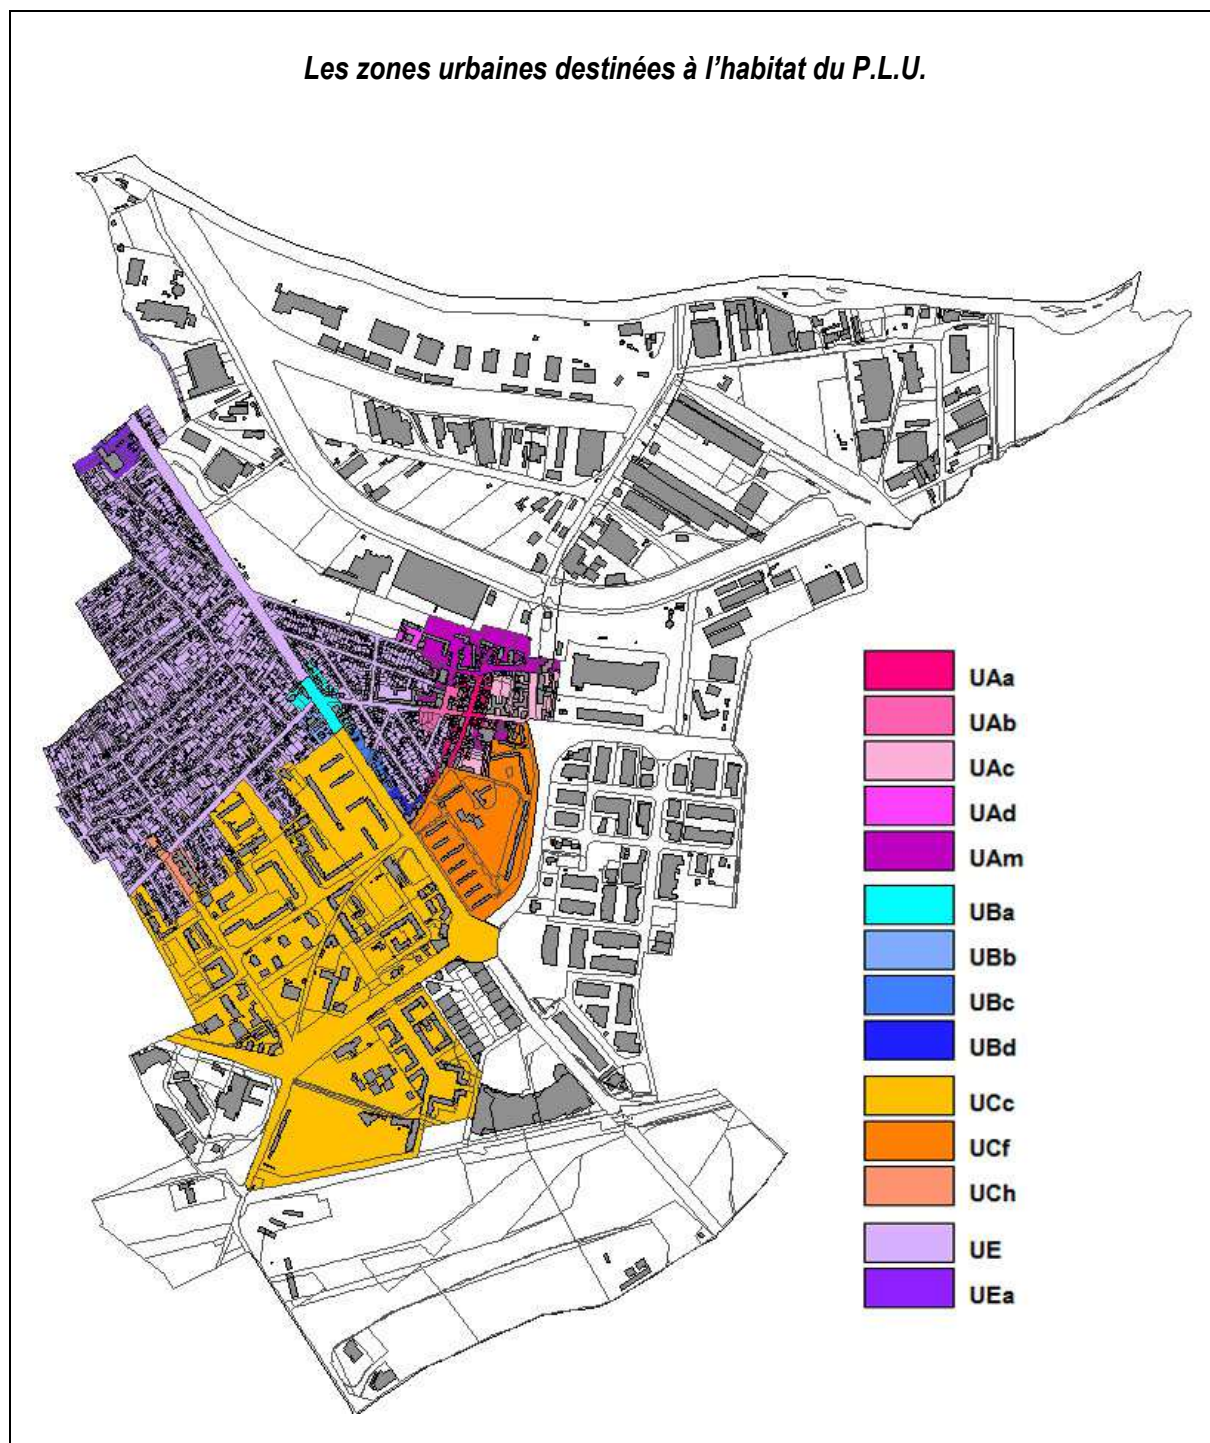 Les zones urbaines destinées à l’habitat du P.L.U.
UAa
UAb
UAc
UAd
UAm
UBa
UBb
UBc
UBd
UCc
UCf
UCh
UE
UEa